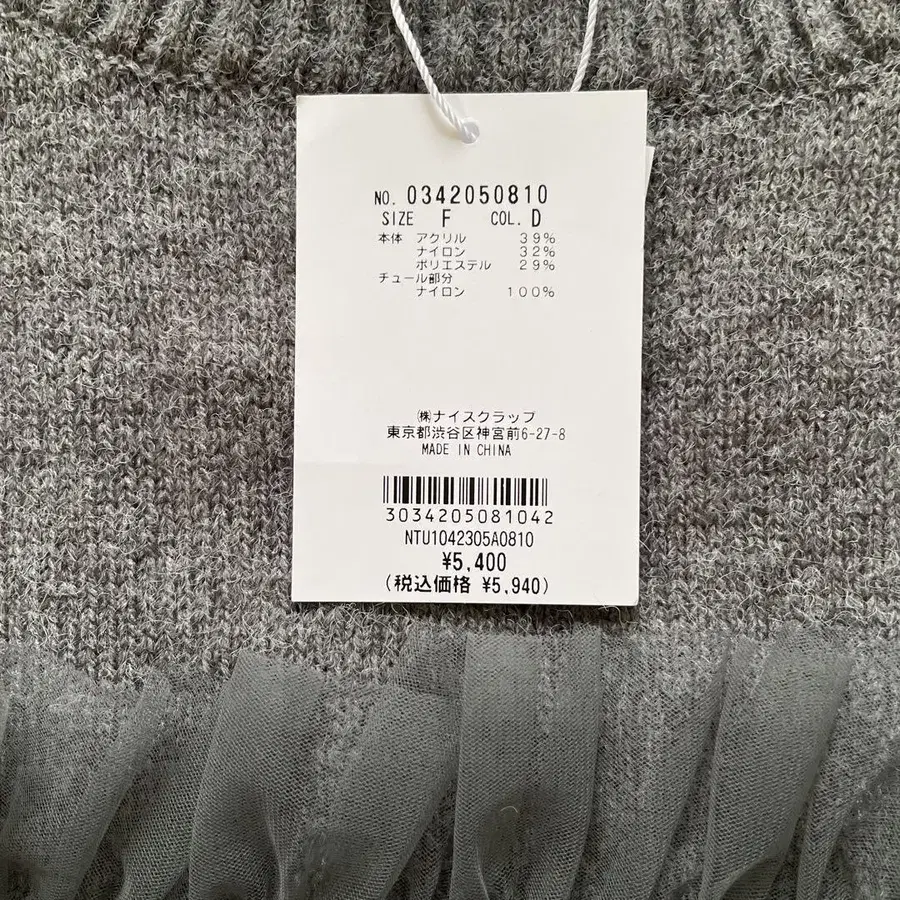 NO. 0342050810
SIZE F COL. D
本体 アクリル 39%
ナイロン 32%
ポリエステル 29%
チュール部分
ナイロン 100%
㈱ナイスクラップ
東京都渋谷区神宮前6-27-8
MADE IN CHINA
3034205081042
NTU1042305A0810
¥5,400
(税込価格 ¥5,940)